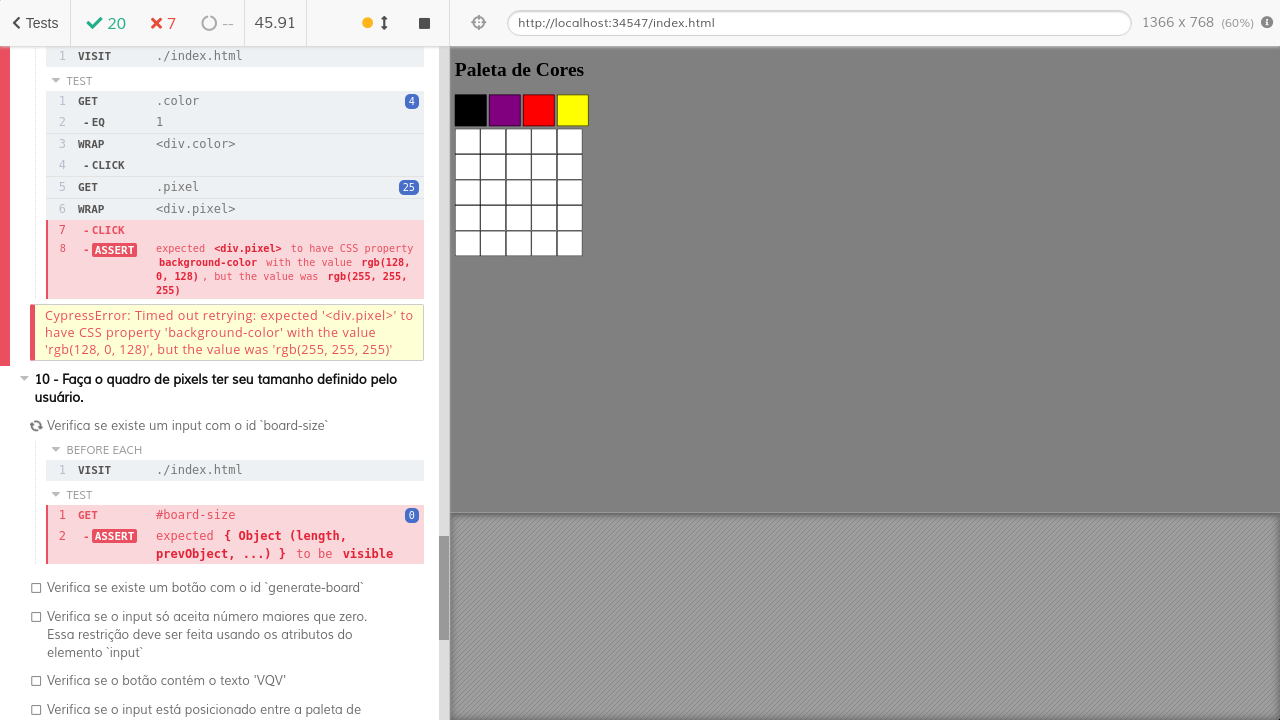 Tests 20 7 -- 45.91 http://localhost:34547/index.html 1366 x 768 (60%)
1 VISIT ./index.html
TEST
1 GET .color 4
2 - EQ 1
3 WRAP <div.color>
4 - CLICK
5 GET .pixel 25
6 WRAP <div.pixel>
7 - CLICK
8 - ASSERT expected <div.pixel> to have CSS property
background-color with the value rgb(128,
0, 128) , but the value was rgb(255, 255,
255)
CypressError: Timed out retrying: expected '<div.pixel>' to
have CSS property 'background-color' with the value
'rgb(128, 0, 128)', but the value was 'rgb(255, 255, 255)'
10 - Faça o quadro de pixels ter seu tamanho definido pelo
usuário.
Verifica se existe um input com o id `board-size`
BEFORE EACH
1 VISIT ./index.html
TEST
1 GET #board-size 0
2 - ASSERT expected { Object (length,
prevObject, ...) } to be visible
Verifica se existe um botão com o id `generate-board`
Verifica se o input só aceita número maiores que zero.
Essa restrição deve ser feita usando os atributos do
elemento `input`
Verifica se o botão contém o texto 'VQV'
Verifica se o input está posicionado entre a paleta de
Paleta de Cores